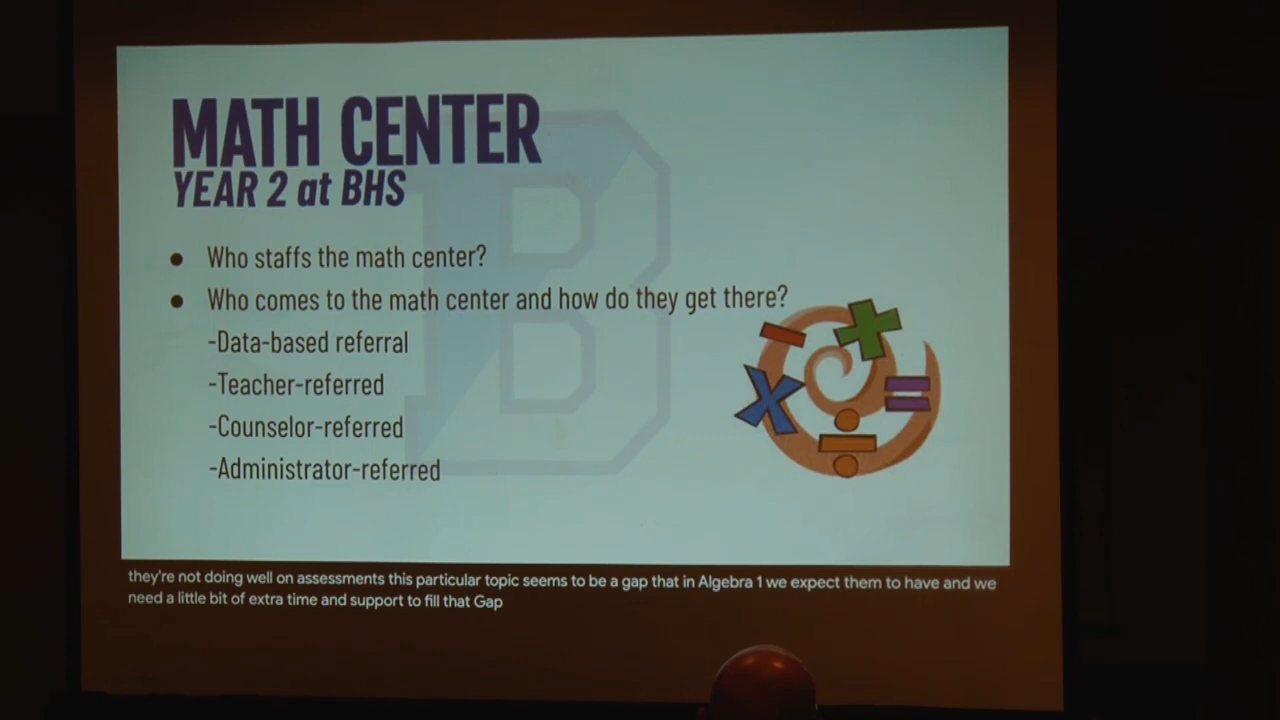 MATH CENTER
YEAR 2 at BHS
● Who staffs the math center?
● Who comes to the math center and how do they get there?
-Data-based referral
-Teacher-referred
-Counselor-referred
-Administrator-referred
B
- + × = ÷
they're not doing well on assessments this particular topic seems to be a gap that in Algebra 1 we expect them to have and we
need a little bit of extra time and support to fill that Gap